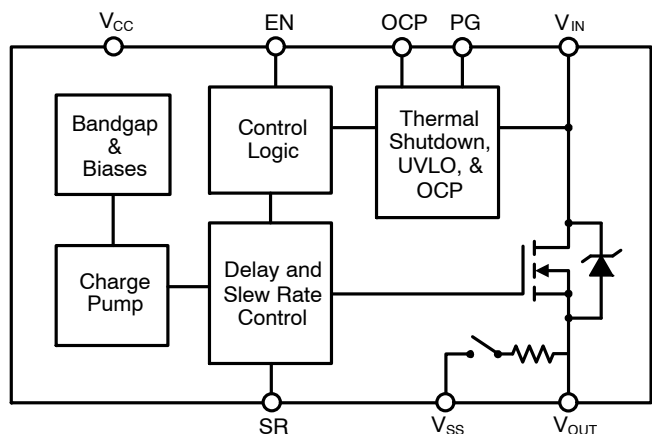 VCC
EN
OCP
PG
VIN
Bandgap
&
Biases
Control
Logic
Thermal
Shutdown,
UVLO, &
OCP
Charge
Pump
Delay and
Slew Rate
Control
SR
VSS
VOUT